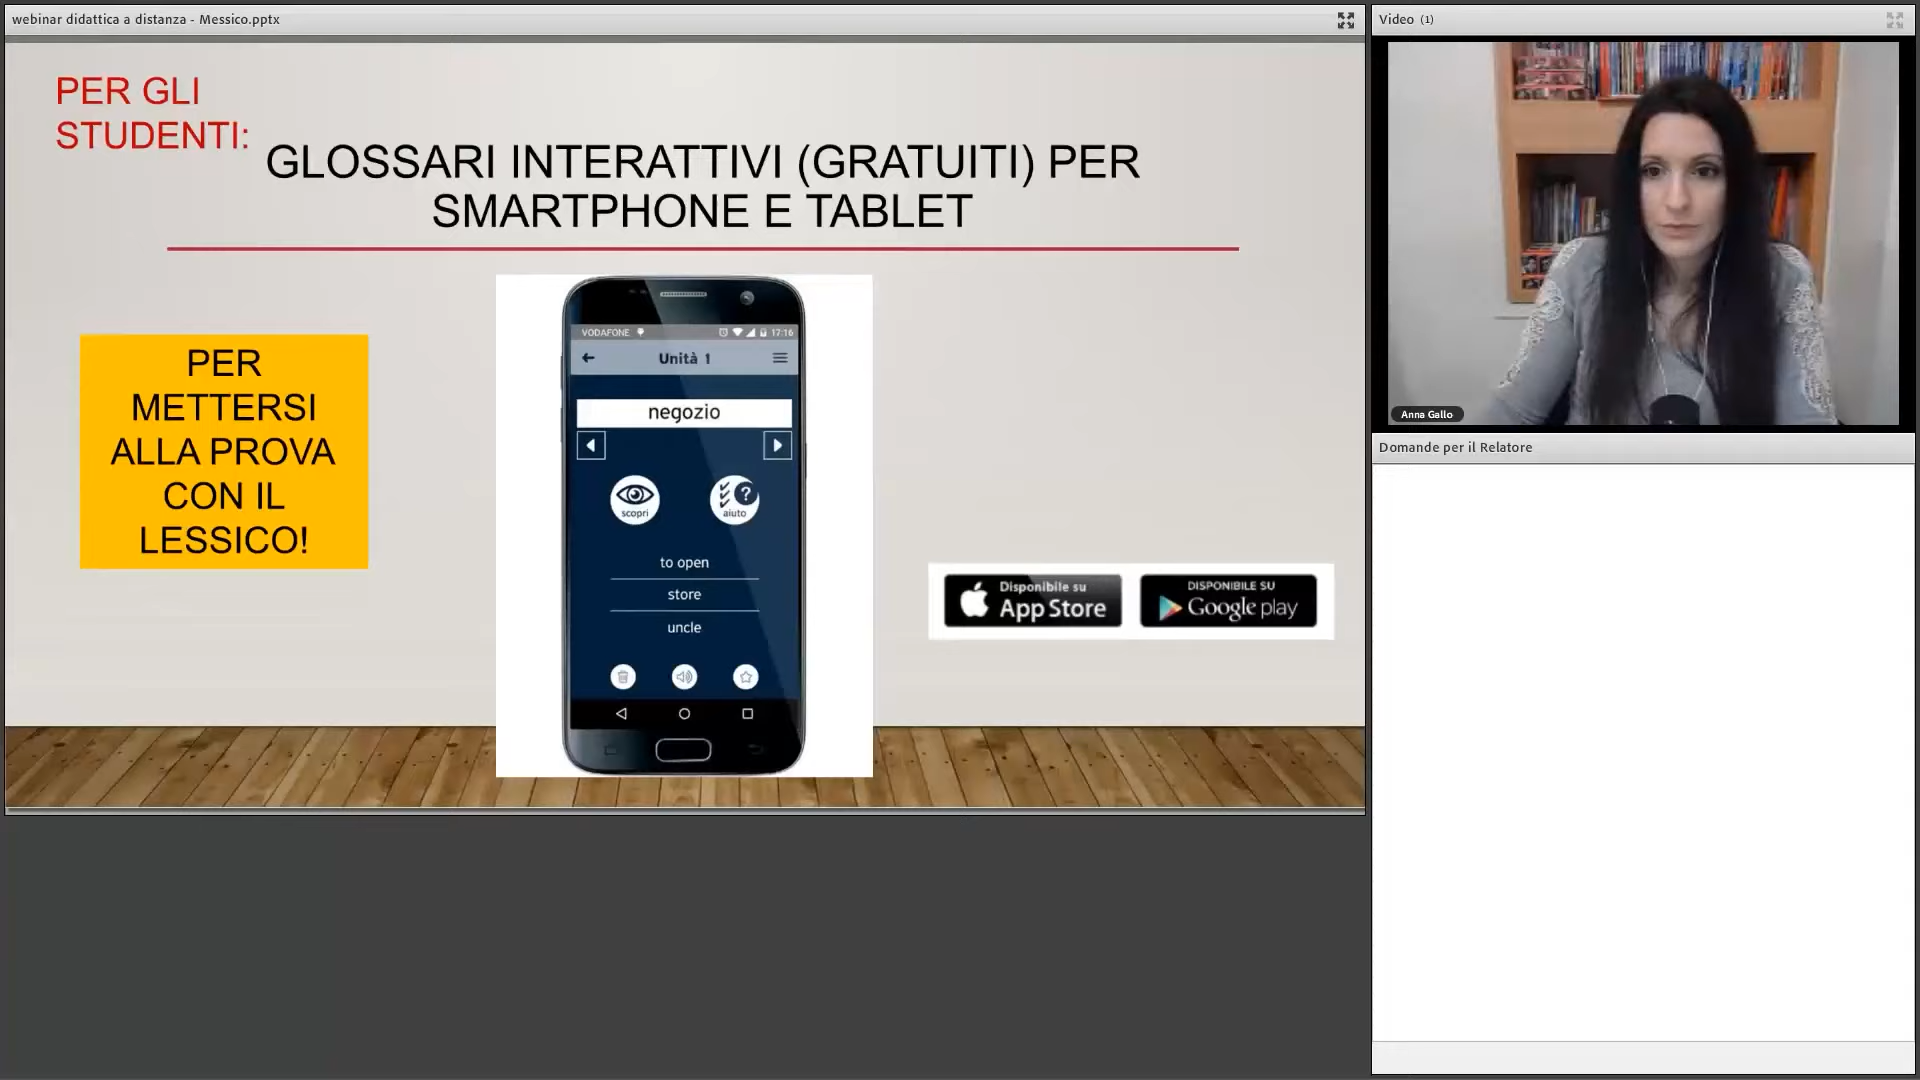 webinar didattica a distanza - Messico.pptx
PER GLI
STUDENTI:
GLOSSARI INTERATTIVI (GRATUITI) PER
SMARTPHONE E TABLET
PER
METTERSI
ALLA PROVA
CON IL
LESSICO!
VODAFONE
17:16
Unità 1
negozio
scopri
aiuto
?
to open
store
uncle
Disponibile su
App Store
DISPONIBILE SU
Google play
Video (1)
Anna Gallo
Domande per il Relatore